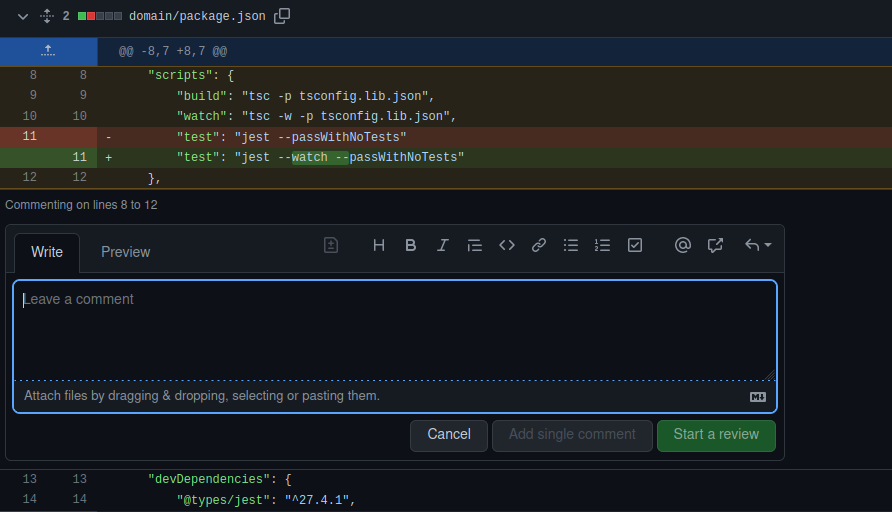 2 domain/package.json
@@ -8,7 +8,7 @@
8 8 "scripts": {
9 9 "build": "tsc -p tsconfig.lib.json",
10 10 "watch": "tsc -w -p tsconfig.lib.json",
11 - "test": "jest --passWithNoTests"
11 + "test": "jest --watch --passWithNoTests"
12 12 },
Commenting on lines 8 to 12
Write Preview
Leave a comment
Attach files by dragging & dropping, selecting or pasting them.
Cancel Add single comment Start a review
13 13 "devDependencies": {
14 14 "@types/jest": "^27.4.1",